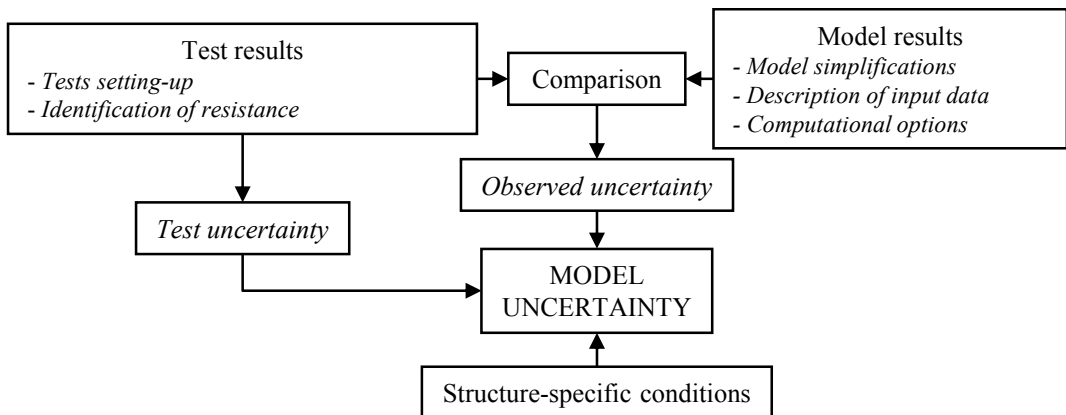 Test results
- Tests setting-up
- Identification of resistance
Comparison
Model results
- Model simplifications
- Description of input data
- Computational options
Observed uncertainty
Test uncertainty
MODEL
UNCERTAINTY
Structure-specific conditions